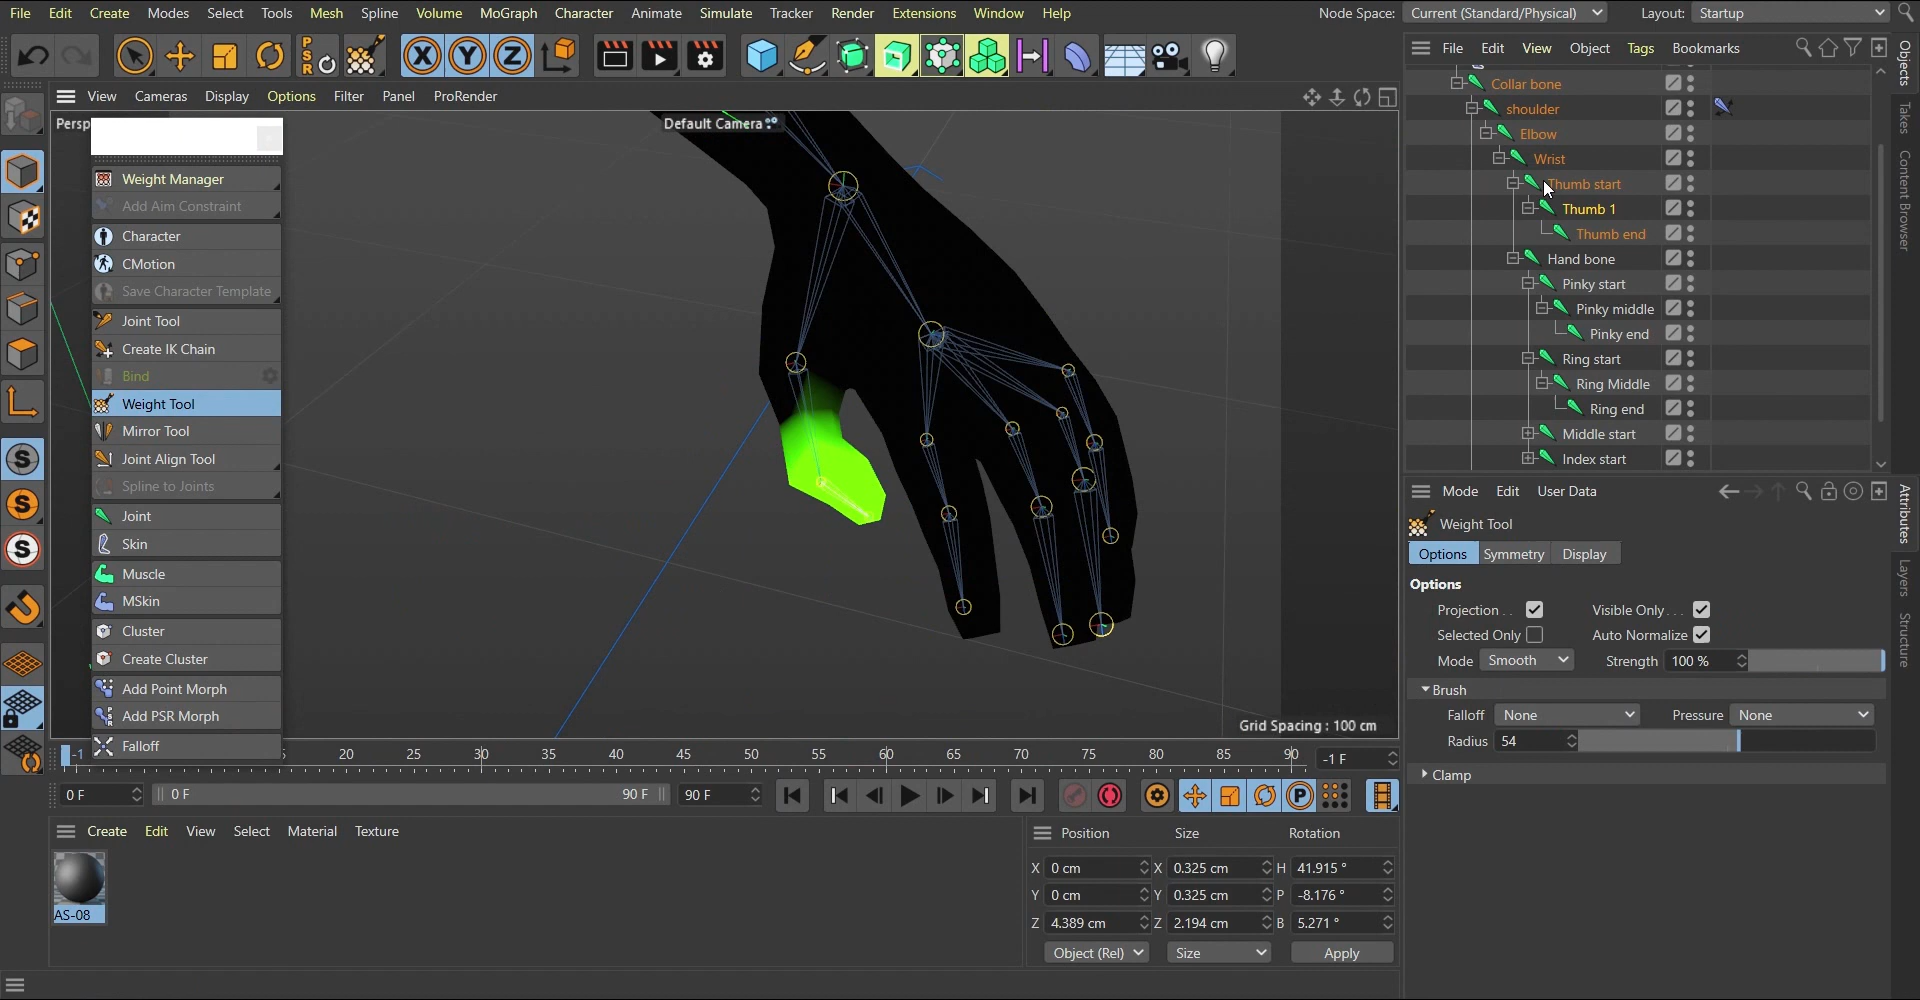 File Edit Create Modes Select Tools Mesh Spline Volume MoGraph Character Animate Simulate Tracker Render Extensions Window Help
Node Space: Current (Standard/Physical) Layout: Startup
View Cameras Display Options Filter Panel ProRender
Persp
Default Camera
Weight Manager
Add Aim Constraint
Character
CMotion
Save Character Template
Joint Tool
Create IK Chain
Bind
Weight Tool
Mirror Tool
Joint Align Tool
Spline to Joints
Joint
Skin
Muscle
MSkin
Cluster
Create Cluster
Add Point Morph
Add PSR Morph
Falloff
Grid Spacing : 100 cm
-1 5 20 25 30 35 40 45 50 55 60 65 70 75 80 85 90 -1 F
0 F 0 F 90 F 90 F
Create Edit View Select Material Texture
AS-08
Position Size Rotation
X 0 cm X 0.325 cm H 41.915 °
Y 0 cm Y 0.325 cm P -8.176 °
Z 4.389 cm Z 2.194 cm B 5.271 °
Object (Rel) Size Apply
File Edit View Object Tags Bookmarks
Collar bone
shoulder
Elbow
Wrist
Thumb start
Thumb 1
Thumb end
Hand bone
Pinky start
Pinky middle
Pinky end
Ring start
Ring Middle
Ring end
Middle start
Index start
Mode Edit User Data
Weight Tool
Options Symmetry Display
Options
Projection . . Visible Only . . .
Selected Only Auto Normalize
Mode Smooth Strength 100 %
Brush
Falloff None Pressure None
Radius 54
Clamp
Objects
Takes
Content Browser
Attributes
Layers
Structure
X Y Z
PSR
S
S
S
P